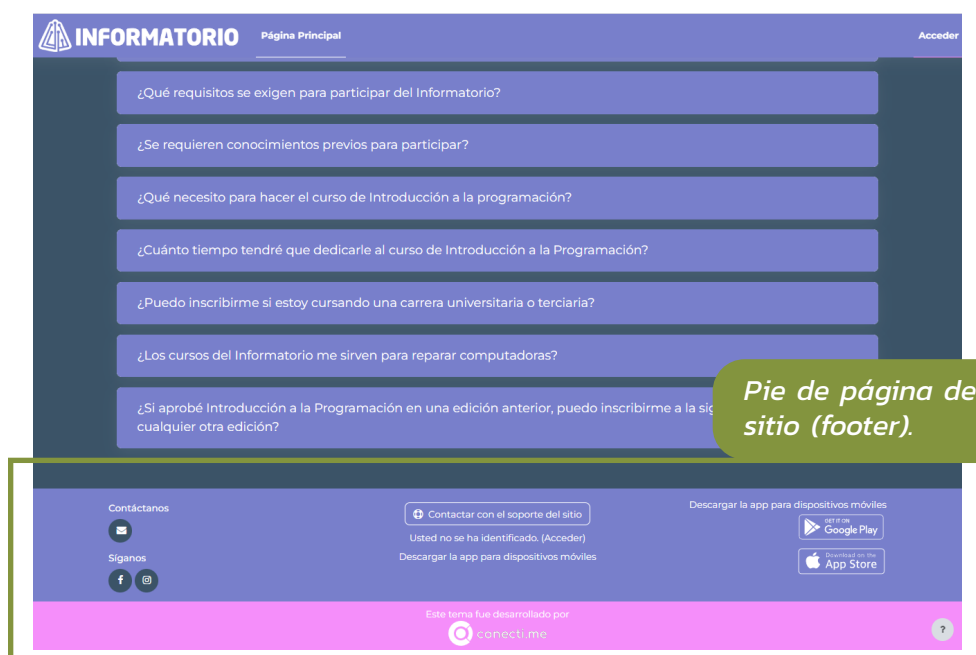 INFORMATORIO Página Principal Acceder
¿Qué requisitos se exigen para participar del Informatorio?
¿Se requieren conocimientos previos para participar?
¿Qué necesito para hacer el curso de Introducción a la programación?
¿Cuánto tiempo tendré que dedicarle al curso de Introducción a la Programación?
¿Puedo inscribirme si estoy cursando una carrera universitaria o terciaria?
¿Los cursos del Informatorio me sirven para reparar computadoras?
¿Si aprobé Introducción a la Programación en una edición anterior, puedo inscribirme a la
cualquier otra edición?
Pie de página de
sitio (footer).
Contáctanos
Síganos
Contactar con el soporte del sitio
Usted no se ha identificado. (Acceder)
Descargar la app para dispositivos móviles
Descargar la app para dispositivos móviles
GET IT ON
Google Play
Download on the
App Store
Este tema fue desarrollado por
conecti.me
?